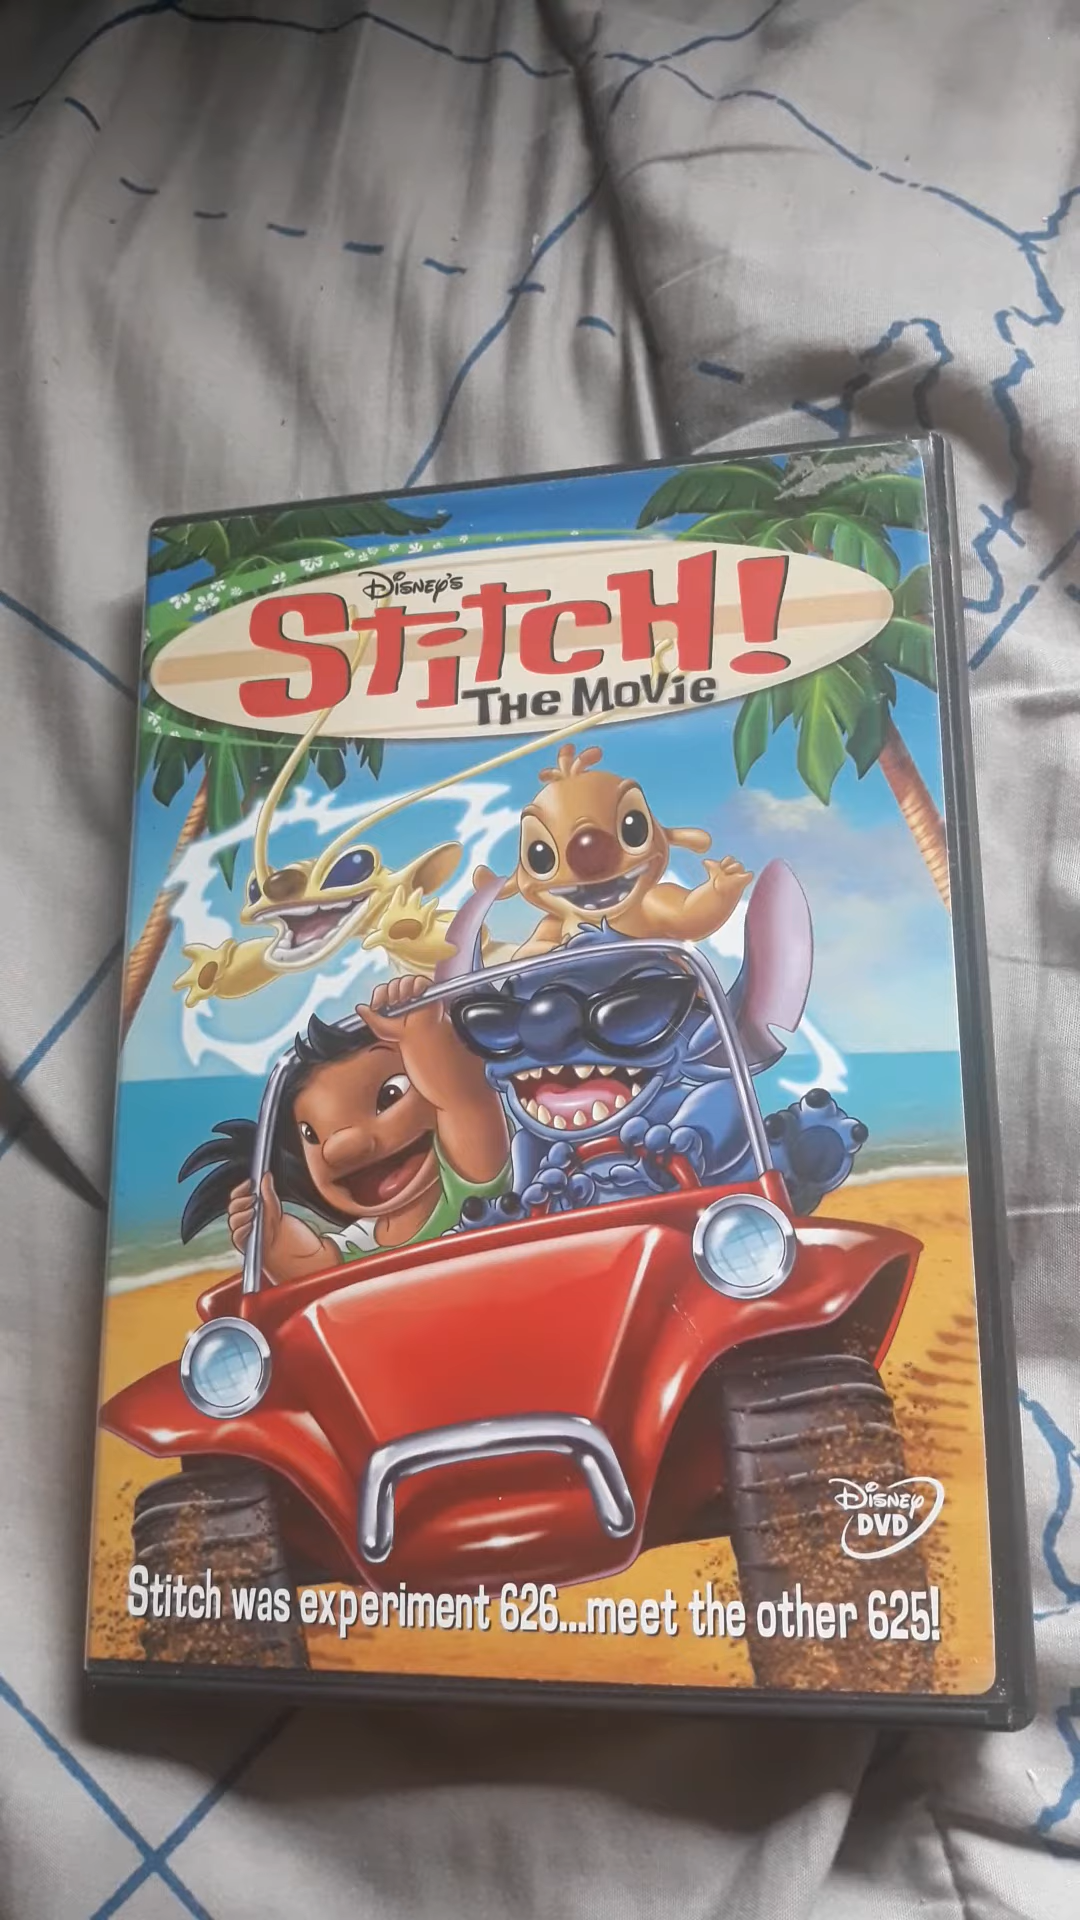 Disney's
Stitch!
The Movie
Disney
DVD
Stitch was experiment 626...meet the other 625!